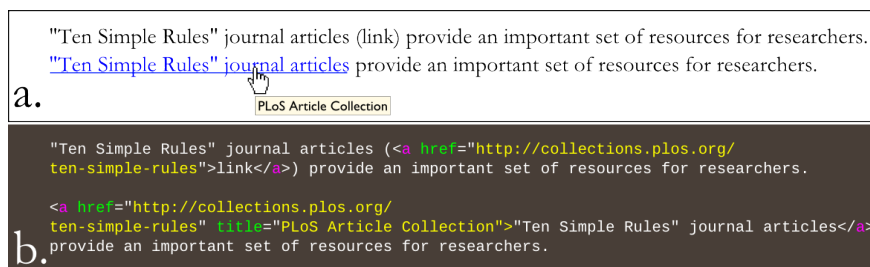 "Ten Simple Rules" journal articles (link) provide an important set of resources for researchers.
"Ten Simple Rules" journal articles provide an important set of resources for researchers.
a.
PLoS Article Collection
"Ten Simple Rules" journal articles (<a href="http://collections.plos.org/
ten-simple-rules">link</a>) provide an important set of resources for researchers.
<a href="http://collections.plos.org/
ten-simple-rules" title="PLoS Article Collection">"Ten Simple Rules" journal articles</a>
b.
provide an important set of resources for researchers.